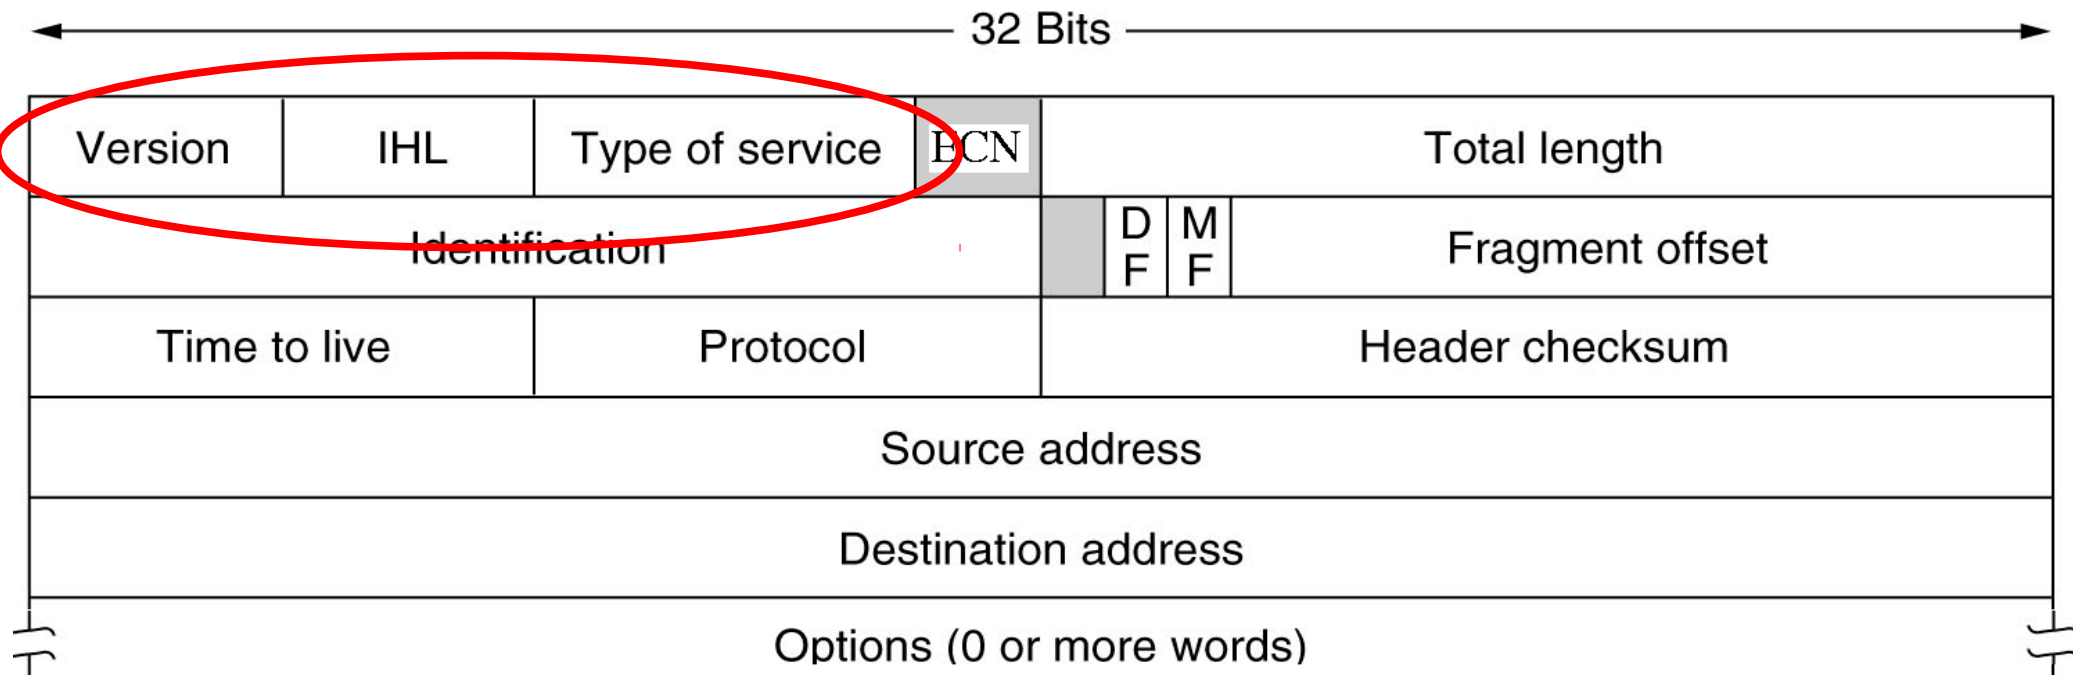 32 Bits
Version IHL Type of service ECN Total length
Identification D F M F Fragment offset
Time to live Protocol Header checksum
Source address
Destination address
Options (0 or more words)